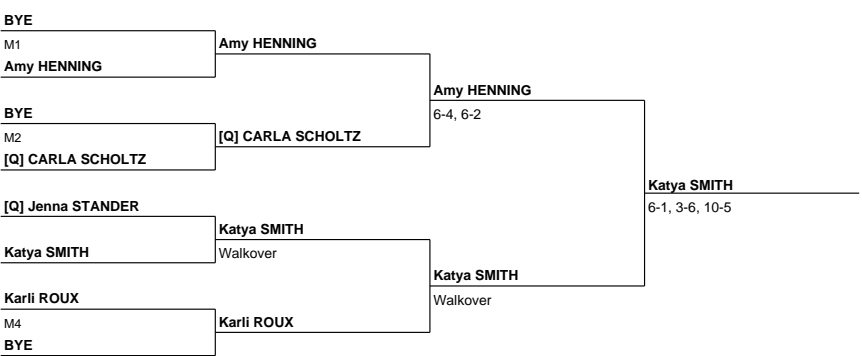 BYE
M1
Amy HENNING
Amy HENNING
BYE
M2
[Q] CARLA SCHOLTZ
[Q] CARLA SCHOLTZ
Amy HENNING
6-4, 6-2
[Q] Jenna STANDER
Katya SMITH
Katya SMITH
Walkover
Karli ROUX
M4
BYE
Karli ROUX
Katya SMITH
Walkover
Katya SMITH
6-1, 3-6, 10-5